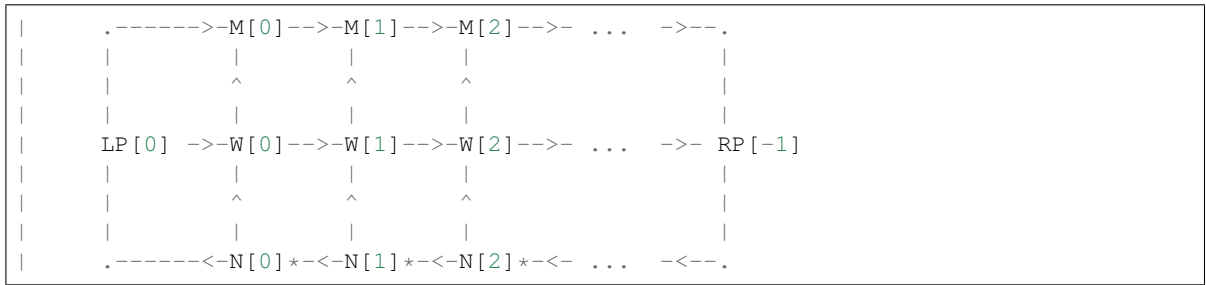 |      .------>-M[0]-->-M[1]-->-M[2]-->- ...  ->--.
|      |       |       |       |                |
|      |       ^       ^       ^                |
|      |       |       |       |                |
|     LP[0] ->-W[0]-->-W[1]-->-W[2]-->- ...  ->- RP[-1]
|      |       |       |       |                |
|      |       ^       ^       ^                |
|      |       |       |       |                |
|      .------<-N[0]*-<-N[1]*-<-N[2]*-<- ...  -<--.